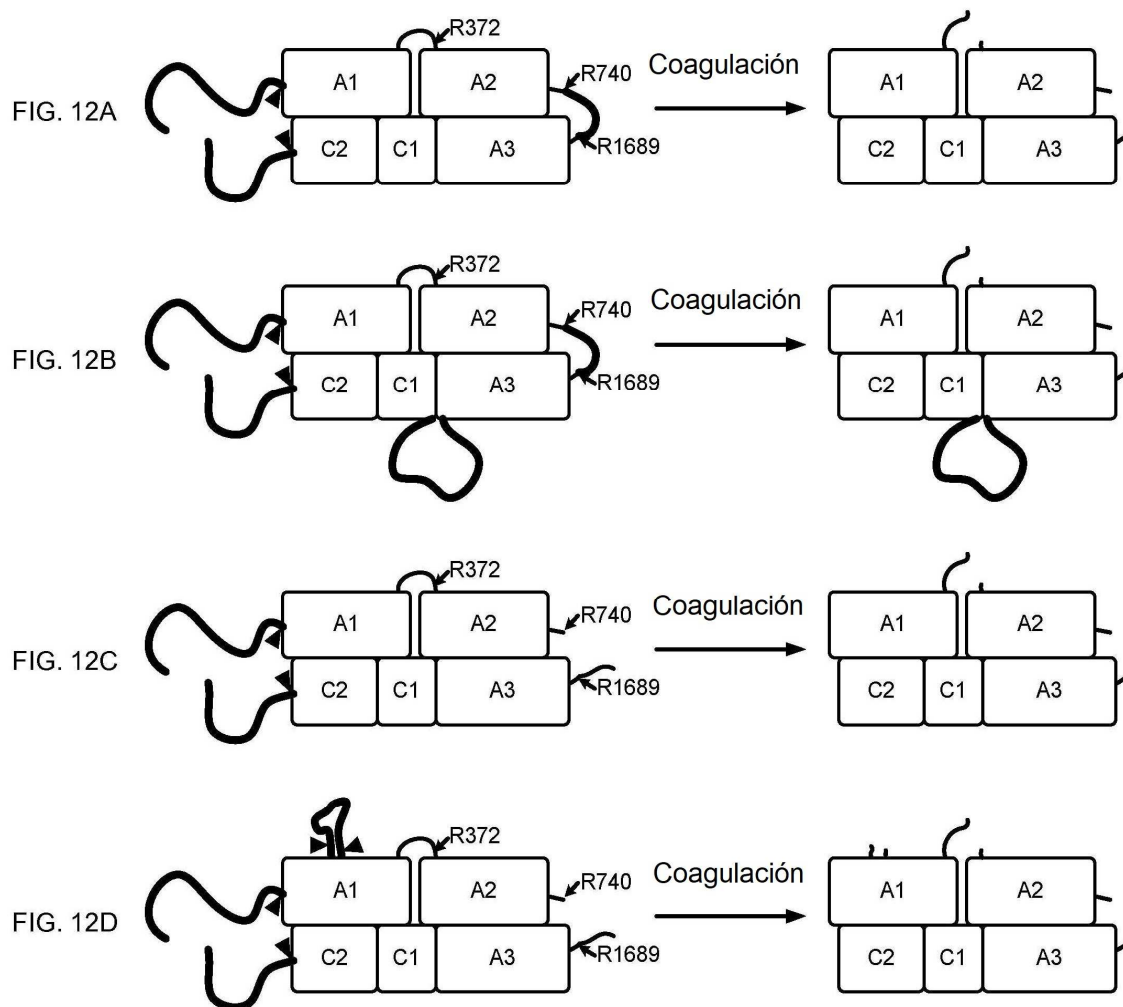 R372
A1 A2 R740 Coagulación A1 A2
FIG. 12A
C2 C1 A3 R1689 C2 C1 A3
R372
A1 A2 R740 Coagulación A1 A2
FIG. 12B
C2 C1 A3 R1689 C2 C1 A3
R372
A1 A2 R740 Coagulación A1 A2
FIG. 12C
C2 C1 A3 R1689 C2 C1 A3
R372
A1 A2 R740 Coagulación A1 A2
FIG. 12D
C2 C1 A3 R1689 C2 C1 A3